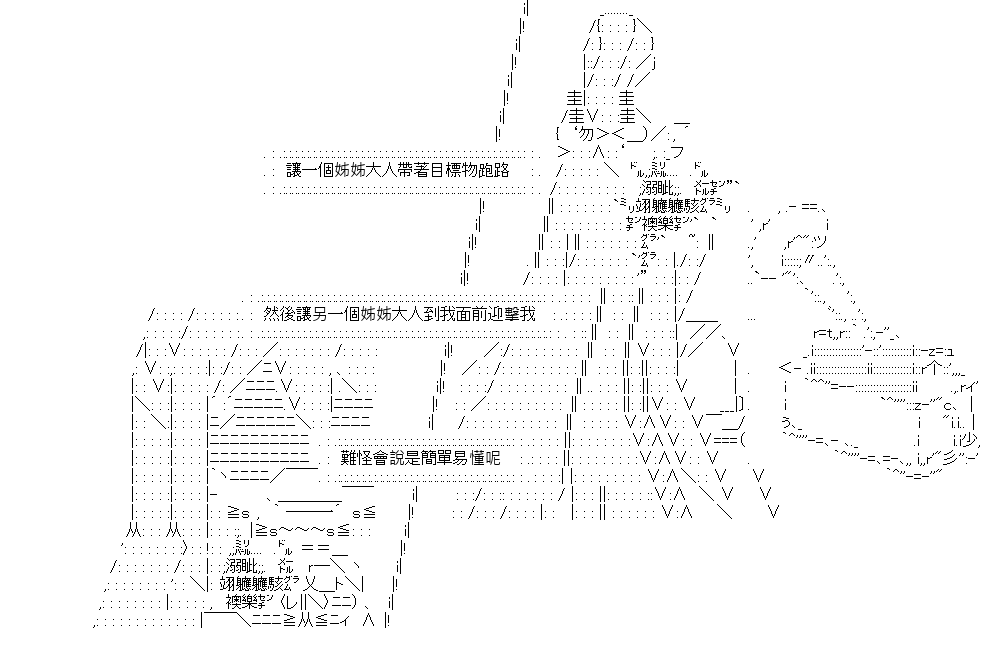 讓一個姊姊大人帶著目標物跑路
然後讓另一個姊姊大人到我面前迎擊我
難怪會說是簡單易懂呢